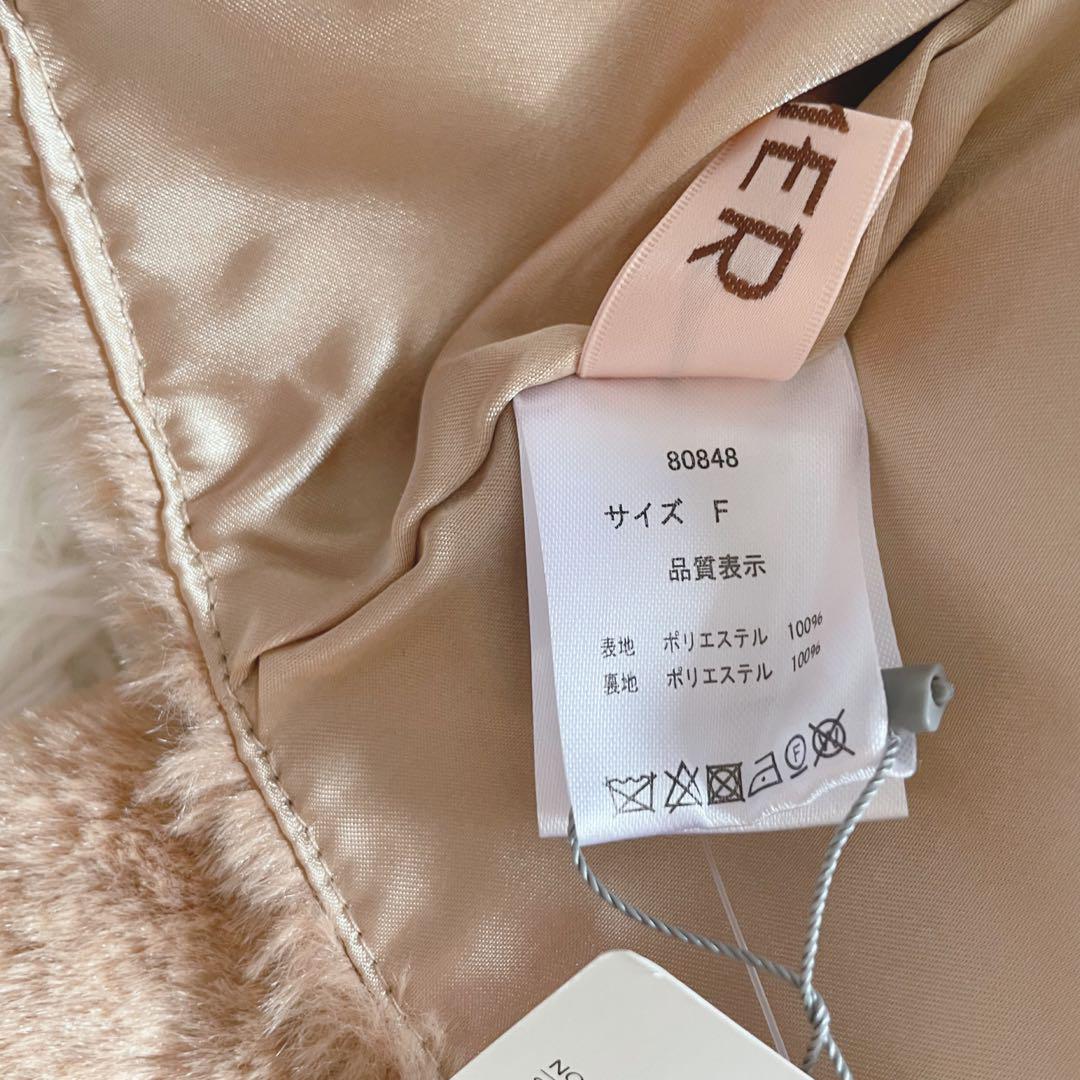 ER
80848
サイズ F
品質表示
表地 ポリエステル 100%
裏地 ポリエステル 100%
F
W
NO